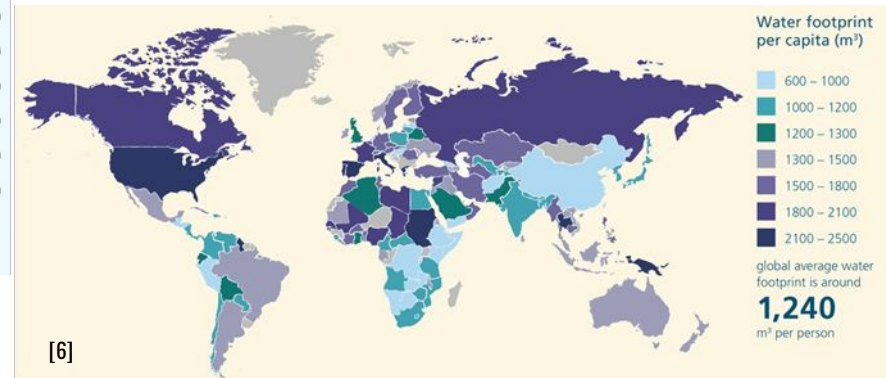 Water footprint
per capita (m³)
600 – 1000
1000 – 1200
1200 – 1300
1300 – 1500
1500 – 1800
1800 – 2100
2100 – 2500
global average water
footprint is around
1,240
m³ per person
[6]